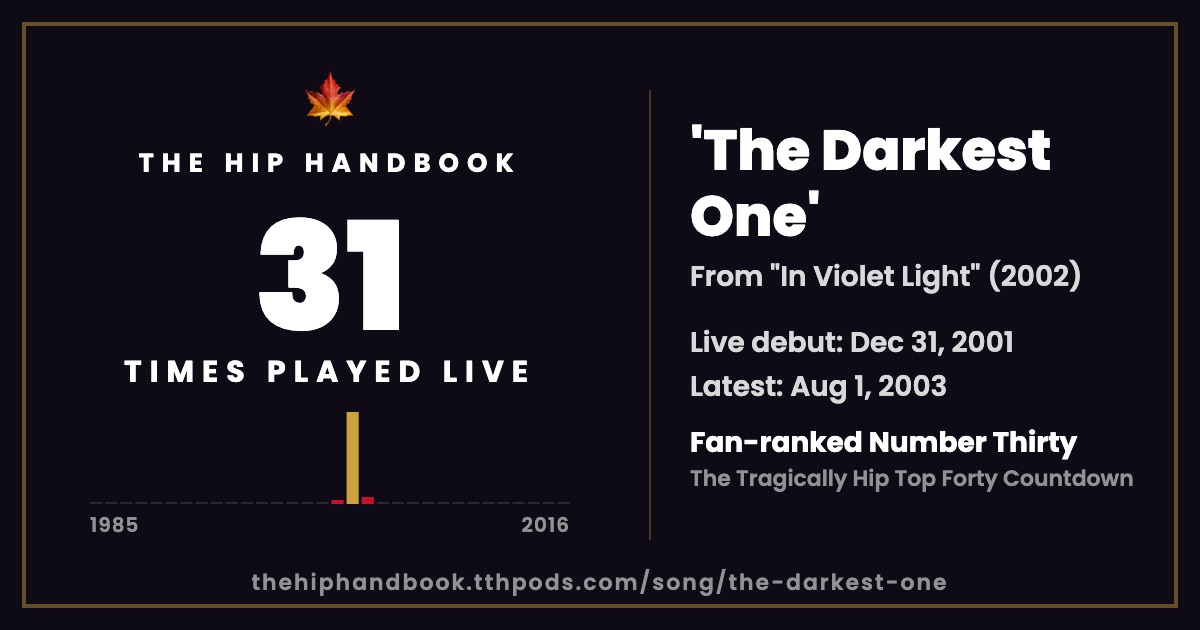 THE HIP HANDBOOK
31
TIMES PLAYED LIVE
1985
2016
'The Darkest
One'
From "In Violet Light" (2002)
Live debut: Dec 31, 2001
Latest: Aug 1, 2003
Fan-ranked Number Thirty
The Tragically Hip Top Forty Countdown
thehiphandbook.tthpods.com/song/the-darkest-one